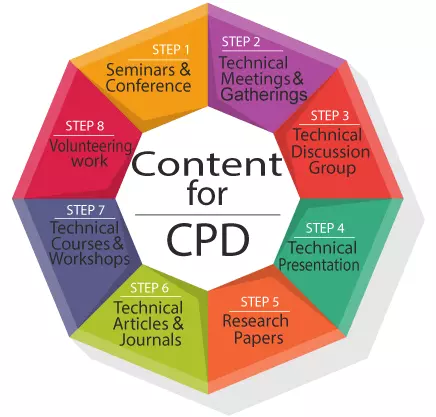 STEP 1
Seminars &
Conference
STEP 2
Technical
Meetings &
Gatherings
STEP 3
Technical
Discussion
Group
STEP 4
Technical
Presentation
STEP 5
Research
Papers
STEP 6
Technical
Articles &
Journals
STEP 7
Technical
Courses &
Workshops
STEP 8
Volunteering
work
Content
for
CPD